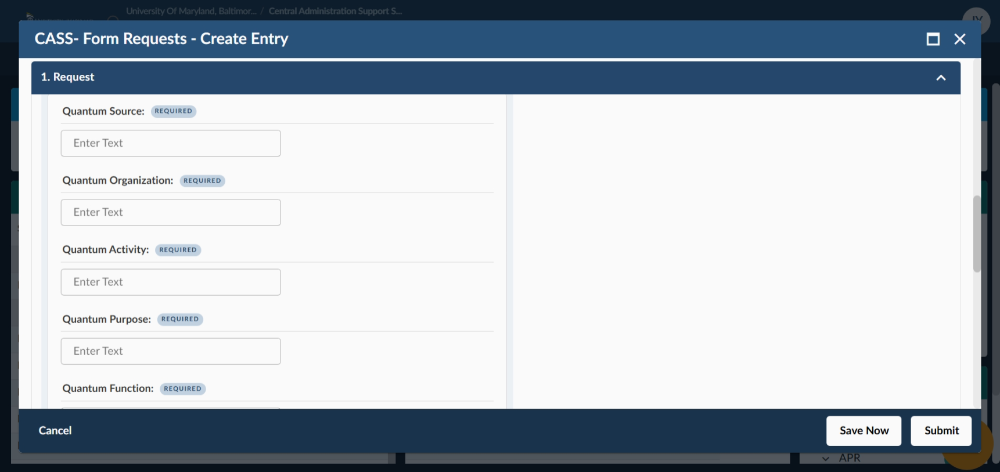 University Of Maryland, Baltimor... / Central Administration Support S...
CASS- Form Requests - Create Entry
1. Request
Quantum Source: REQUIRED
Enter Text
Quantum Organization: REQUIRED
Enter Text
Quantum Activity: REQUIRED
Enter Text
Quantum Purpose: REQUIRED
Enter Text
Quantum Function: REQUIRED
Cancel
Save Now
Submit
APR